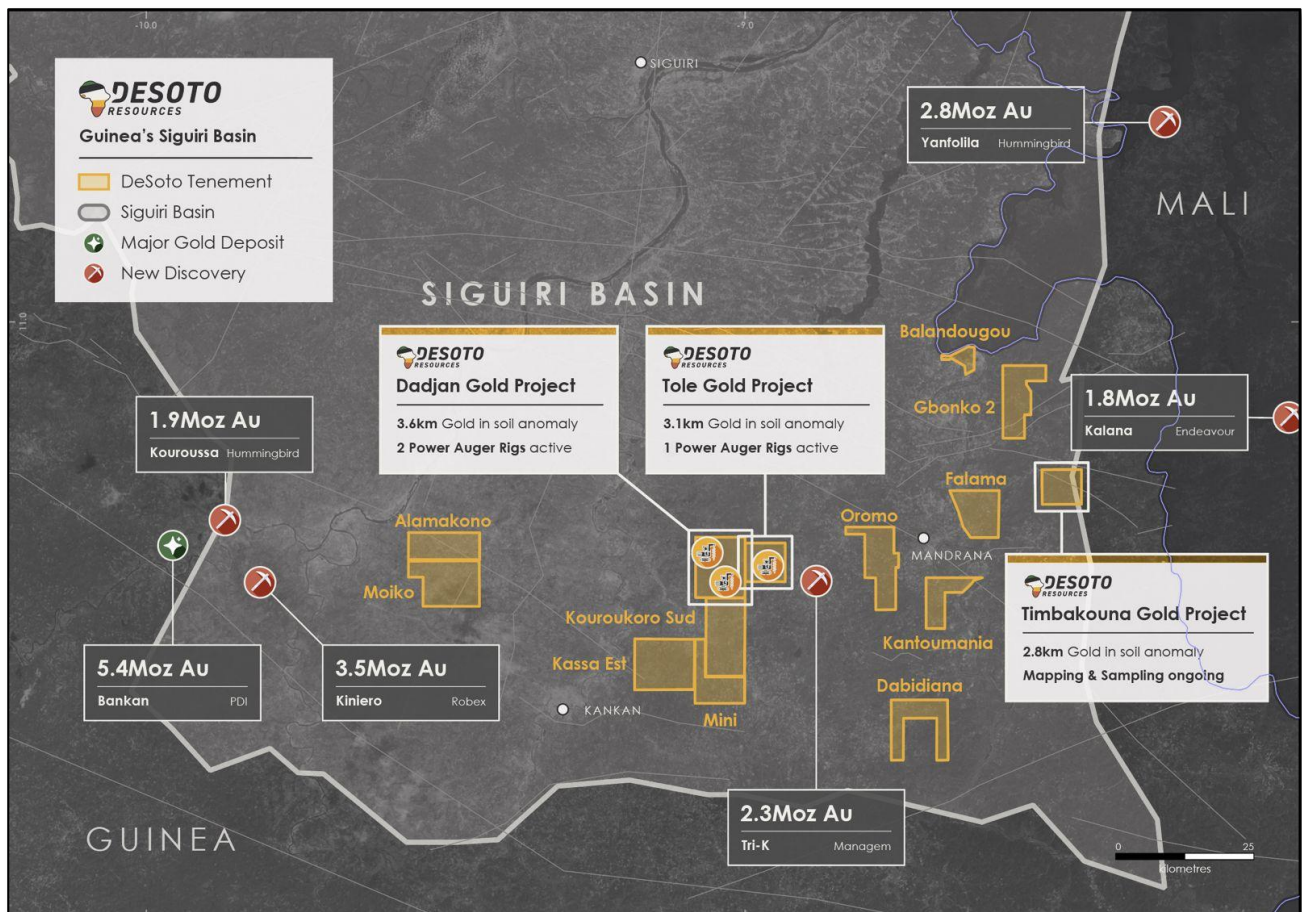 -10.0
-9.0
11.0
DESOTO
RESOURCES
Guinea's Siguiri Basin
DeSoto Tenement
Siguiri Basin
Major Gold Deposit
New Discovery
SIGUIRI
2.8Moz Au
Yanfolila Hummingbird
MALI
SIGUIRI BASIN
DESOTO
RESOURCES
Dadjan Gold Project
3.6km Gold in soil anomaly
2 Power Auger Rigs active
DESOTO
RESOURCES
Tole Gold Project
3.1km Gold in soil anomaly
1 Power Auger Rigs active
Balandougou
Gbonko 2
1.8Moz Au
Kalana Endeavour
1.9Moz Au
Kouroussa Hummingbird
Falama
Alamakono
Oromo
MANDRANA
Moiko
Kouroukoro Sud
Kantoumania
DESOTO
RESOURCES
Timbakouna Gold Project
2.8km Gold in soil anomaly
Mapping & Sampling ongoing
5.4Moz Au
Bankan PDI
3.5Moz Au
Kiniero Robex
Kassa Est
Dabidiana
KANKAN
Mini
2.3Moz Au
Tri-K Managem
GUINEA
0 25
kilometres